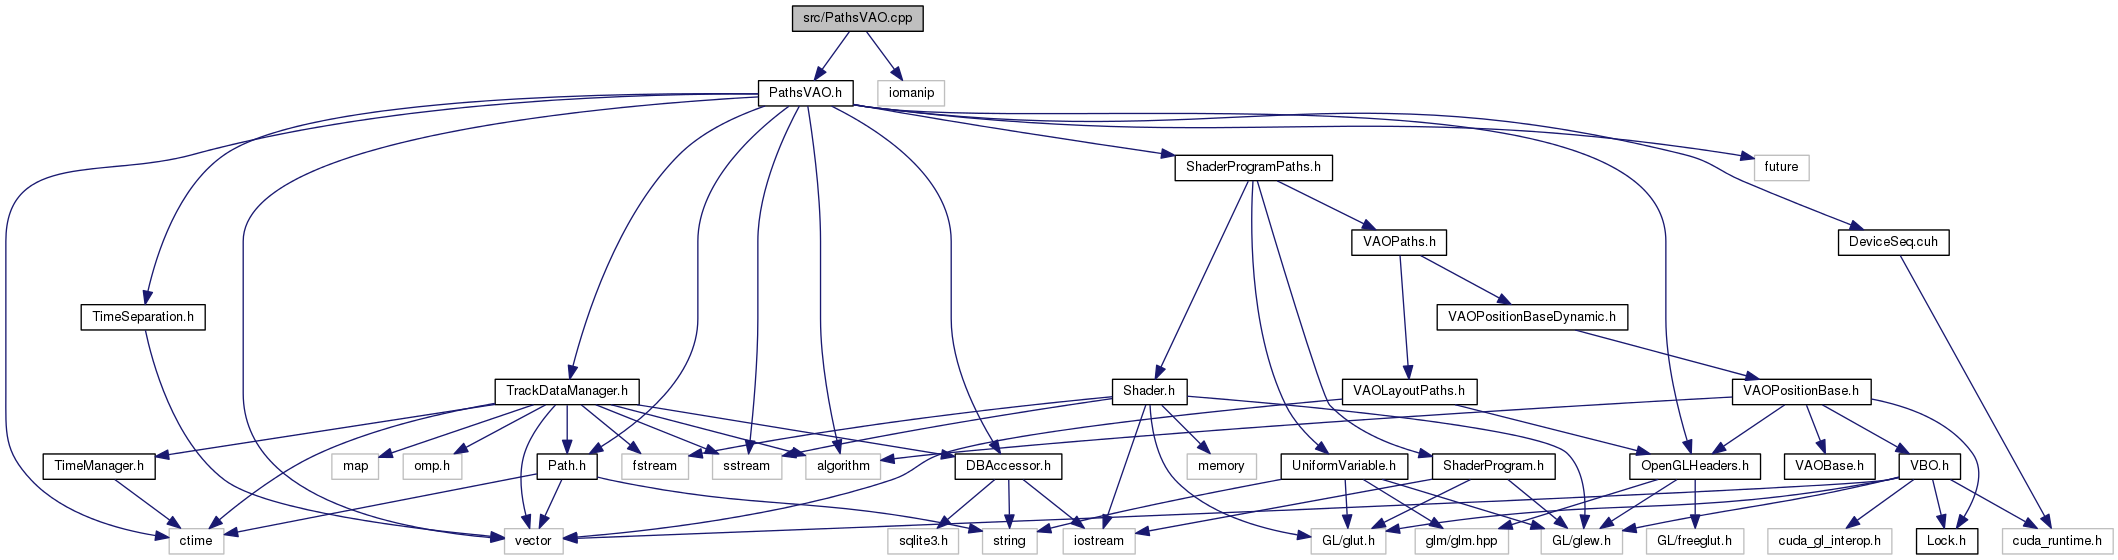 src/PathsVAO.cpp
PathsVAO.h
iomanip
ShaderProgramPaths.h
future
VAOPaths.h
DeviceSeq.cuh
TimeSeparation.h
VAOPositionBaseDynamic.h
TrackDataManager.h
Shader.h
VAOLayoutPaths.h
VAOPositionBase.h
TimeManager.h
map
omp.h
Path.h
fstream
sstream
algorithm
DBAccessor.h
memory
UniformVariable.h
ShaderProgram.h
OpenGLHeaders.h
VAOBase.h
VBO.h
ctime
vector
sqlite3.h
string
iostream
GL/glut.h
glm/glm.hpp
GL/glew.h
GL/freeglut.h
cuda_gl_interop.h
Lock.h
cuda_runtime.h